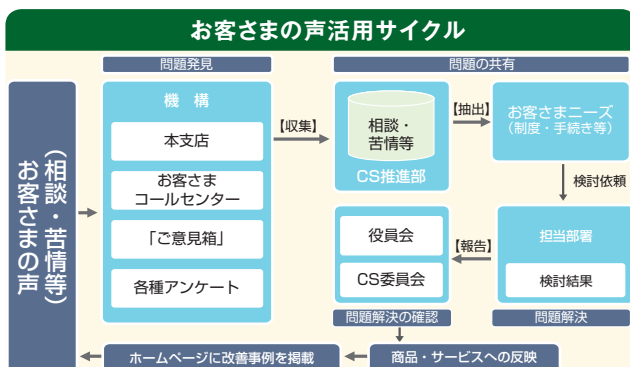 お客さまの声活用サイクル
問題発見
問題の共有
お客さまの声
(相談・苦情等)
機構
本支店
お客さま
コールセンター
「ご意見箱」
各種アンケート
【収集】
相談・
苦情等
CS推進部
【抽出】
お客さまニーズ
(制度・手続き等)
検討依頼
担当部署
検討結果
問題解決
【報告】
役員会
CS委員会
問題解決の確認
商品・サービスへの反映
ホームページに改善事例を掲載